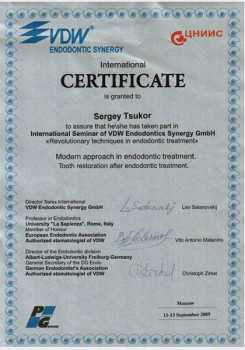 VDW
ENDODONTIC SYNERGY
ЦНИИС
International
CERTIFICATE
is granted to
Sergey Tsukor
to assure that he/she has taken part in
International Seminar of VDW Endodontics Synergy GmbH
«Revolutionary techniques in endodontic treatment»
Modern approach in endodontic treatment.
Tooth restoration after endodontic treatment.
Director Sales International
VDW Endodontic Synergy GmbH
Professor in Endodontics
University "La Sapienza", Rome, Italy
Member of Honour
European Endodontic Association
Authorized stomatologist of VDW
Vito Antonio Malagnino
Director of the Endodontic division
Albert-Ludwigs-University Freiburg-Germany
General Secretary of the DG Endo
German Endodontist's Association
Authorized stomatologist of VDW
Christoph Zirkel
Moscow
11-13 September 2005